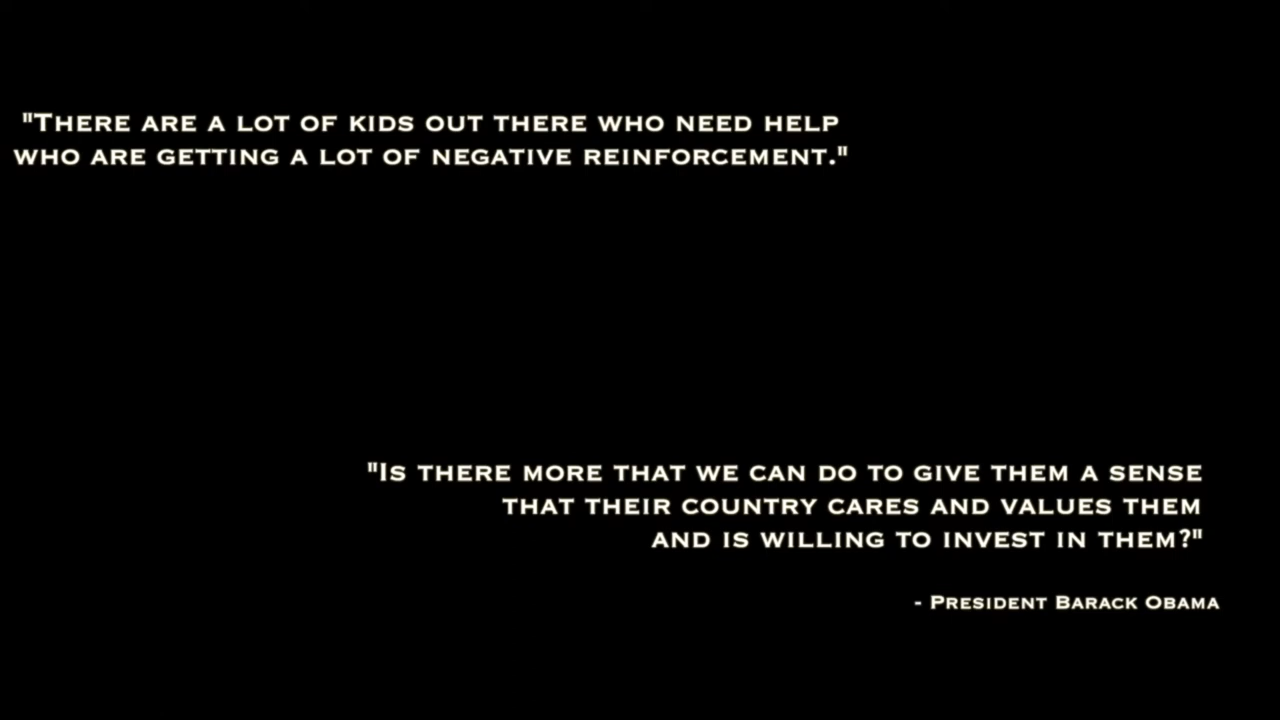 "There are a lot of kids out there who need help
who are getting a lot of negative reinforcement."
"Is there more that we can do to give them a sense
that their country cares and values them
and is willing to invest in them?"
- President Barack Obama